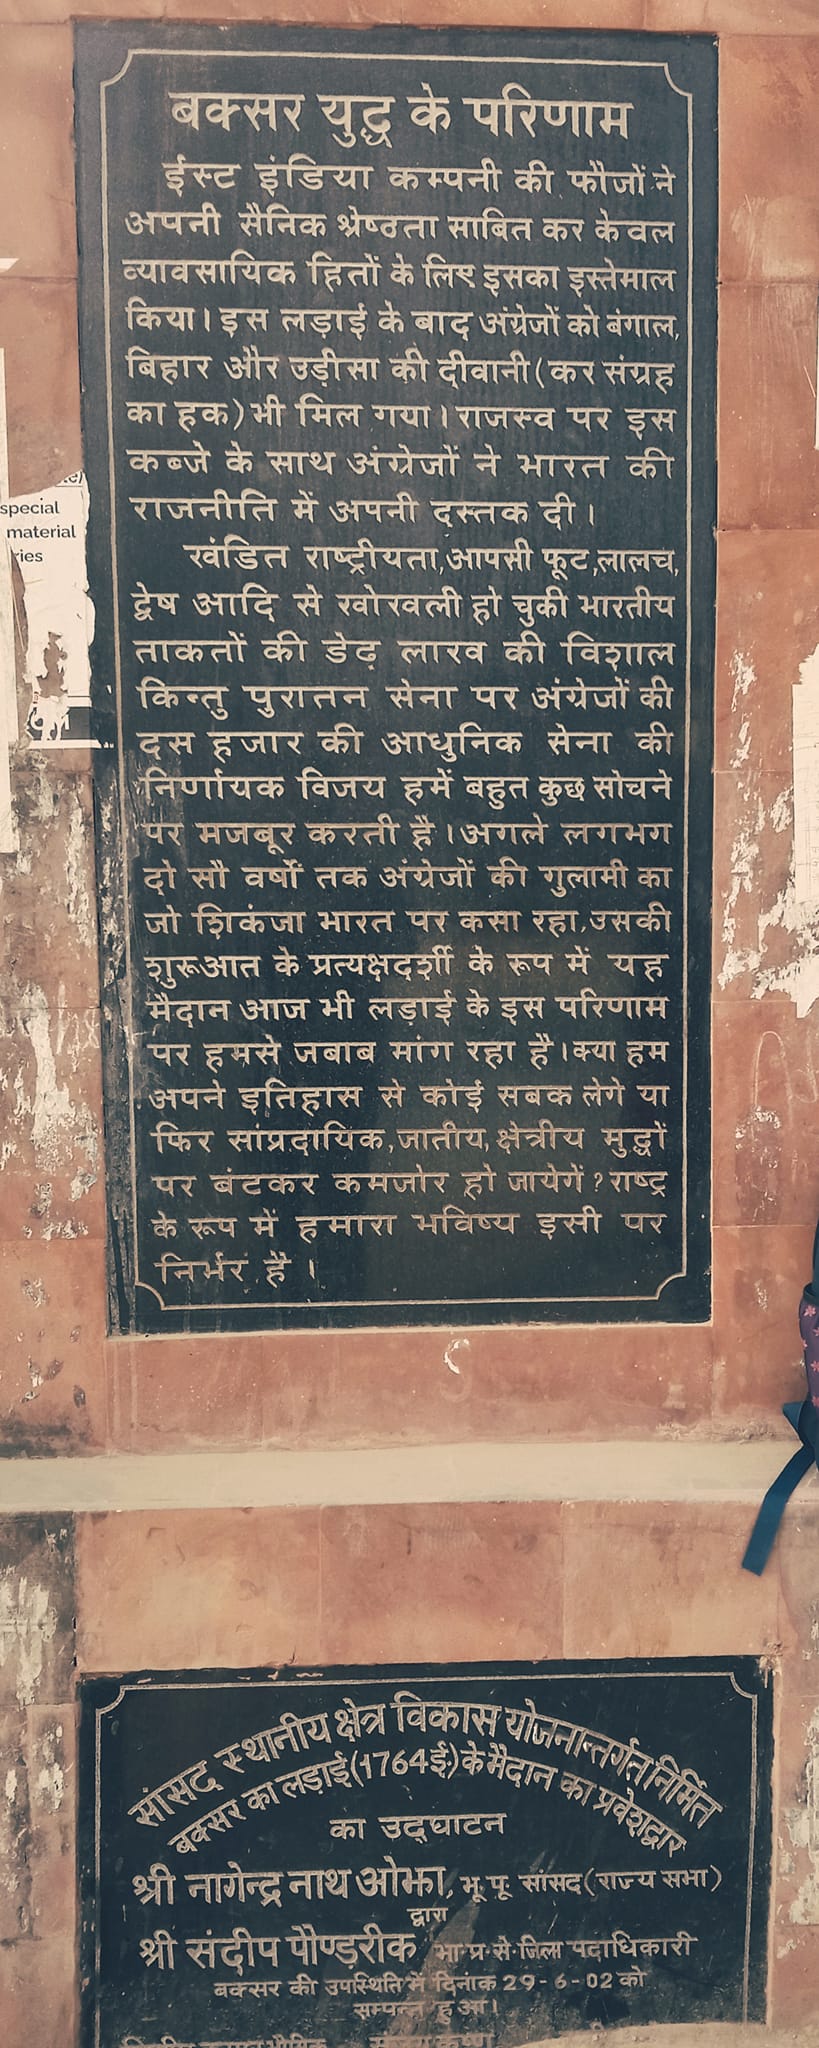 बक्सर युद्ध के परिणाम
ईस्ट इंडिया कम्पनी की फौजों ने
अपनी सैनिक श्रेष्ठता साबित कर केवल
व्यावसायिक हितों के लिए इसका इस्तेमाल
किया। इस लड़ाई के बाद अंग्रेजों को बंगाल,
बिहार और उड़ीसा की दीवानी (कर संग्रह
का हक) भी मिल गया। राजस्व पर इस
कब्जे के साथ अंग्रेजों ने भारत की
राजनीति में अपनी दस्तक दी।
खंडित राष्ट्रीयता, आपसी फूट, लालच,
द्वेष आदि से खोखली हो चुकी भारतीय
ताकतों की डेढ़ लाख की विशाल
किन्तु पुरातन सेना पर अंग्रेजों की
दस हजार की आधुनिक सेना की
निर्णायक विजय हमें बहुत कुछ सोचने
पर मजबूर करती है। अगले लगभग
दो सौ वर्षों तक अंग्रेजों की गुलामी का
जो शिकंजा भारत पर कसा रहा, उसकी
शुरूआत के प्रत्यक्षदर्शी के रूप में यह
मैदान आज भी लड़ाई के इस परिणाम
पर हमसे जबाब मांग रहा है। क्या हम
अपने इतिहास से कोई सबक लेगे या
फिर सांप्रदायिक, जातीय, क्षेत्रीय मुद्धों
पर बंटकर कमजोर हो जायेगें? राष्ट्र
के रूप में हमारा भविष्य इसी पर
निर्भर है।
special
material
सांसद स्थानीय क्षेत्र विकास योजनान्तर्गत निर्मित
बक्सर का लड़ाई (1764ई.) के मैदान का प्रवेशद्वार
का उद्घाटन
श्री नागेन्द्र नाथ ओझा, भू. पू. सांसद (राज्य सभा)
द्वारा
श्री संदीप पौण्डरीक, भा. प्र. से. जिला पदाधिकारी
बक्सर की उपस्थिति में दिनांक 29-6-02 को
सम्पन्न हुआ।